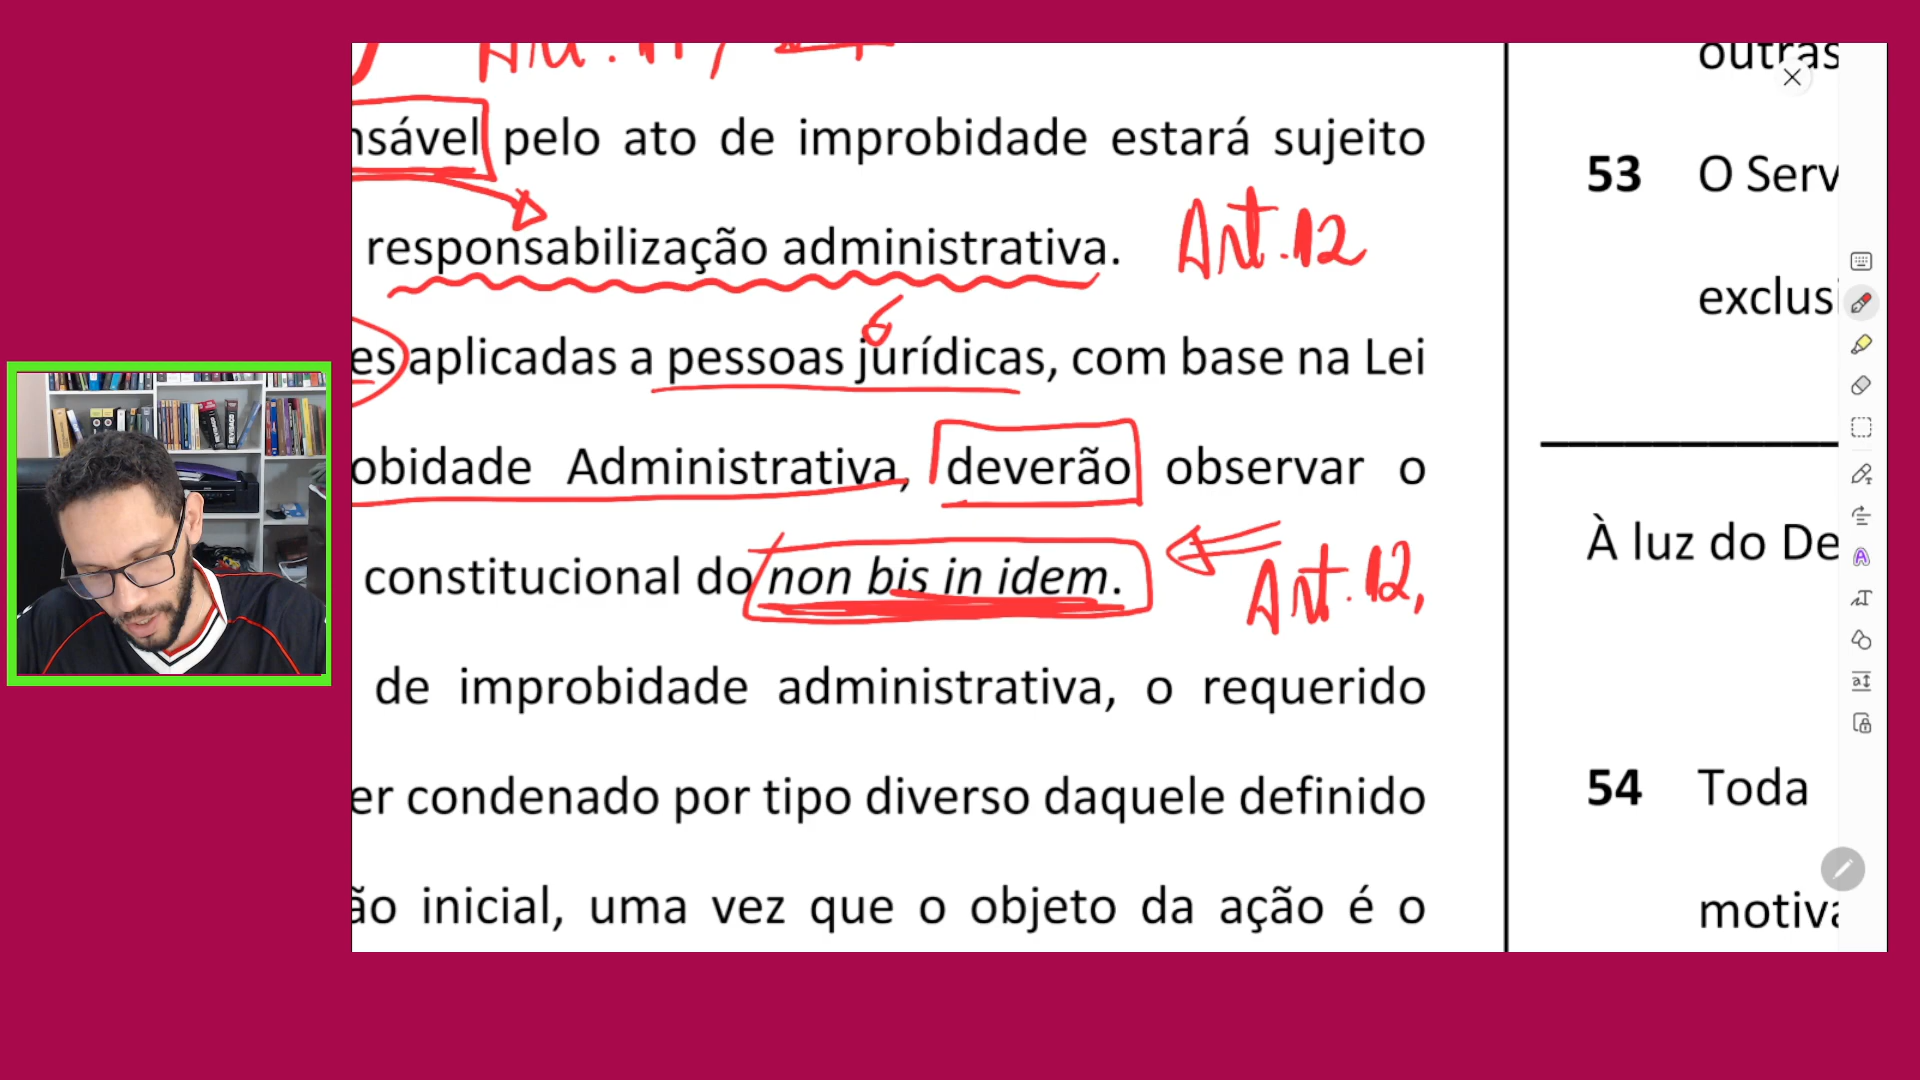 Art. 11,
nsável pelo ato de improbidade estará sujeito
responsabilização administrativa. Art. 12
es aplicadas a pessoas jurídicas, com base na Lei
obidade Administrativa, deverão observar o
constitucional do non bis in idem. Art. 12,
de improbidade administrativa, o requerido
er condenado por tipo diverso daquele definido
ão inicial, uma vez que o objeto da ação é o
outras
53 O Serv
exclusi
À luz do De
54 Toda
motiva